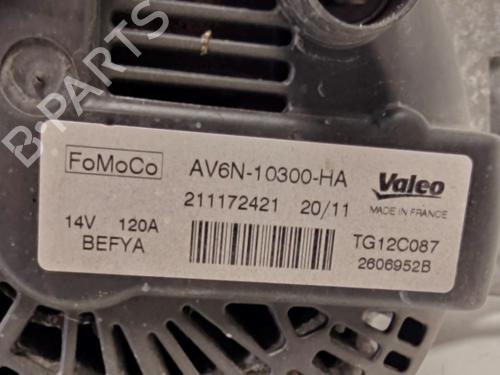 FoMoCo
AV6N-10300-HA
Valeo
211172421 20/11
MADE IN FRANCE
14V 120A
TG12C087
BEFYA
2606952B
B-PARTS